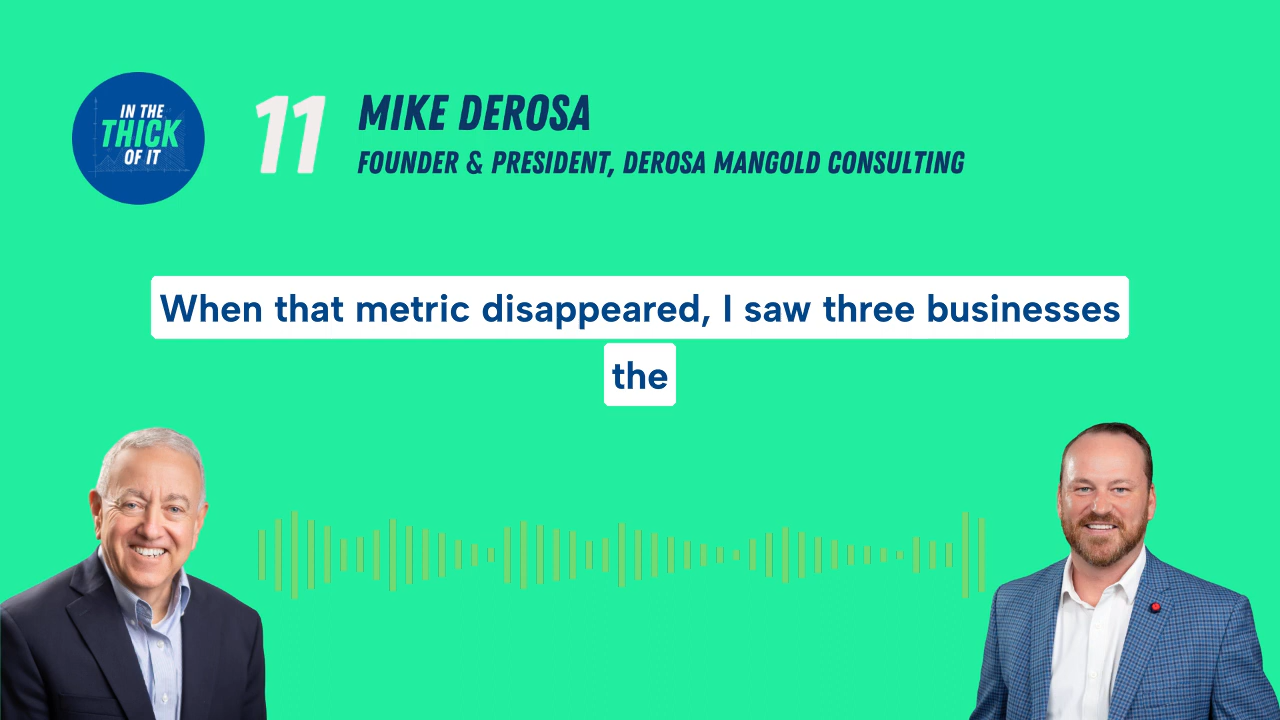 IN THE
THICK
OF IT
11
MIKE DEROSA
FOUNDER & PRESIDENT, DEROSA MANGOLD CONSULTING
When that metric disappeared, I saw three businesses
the